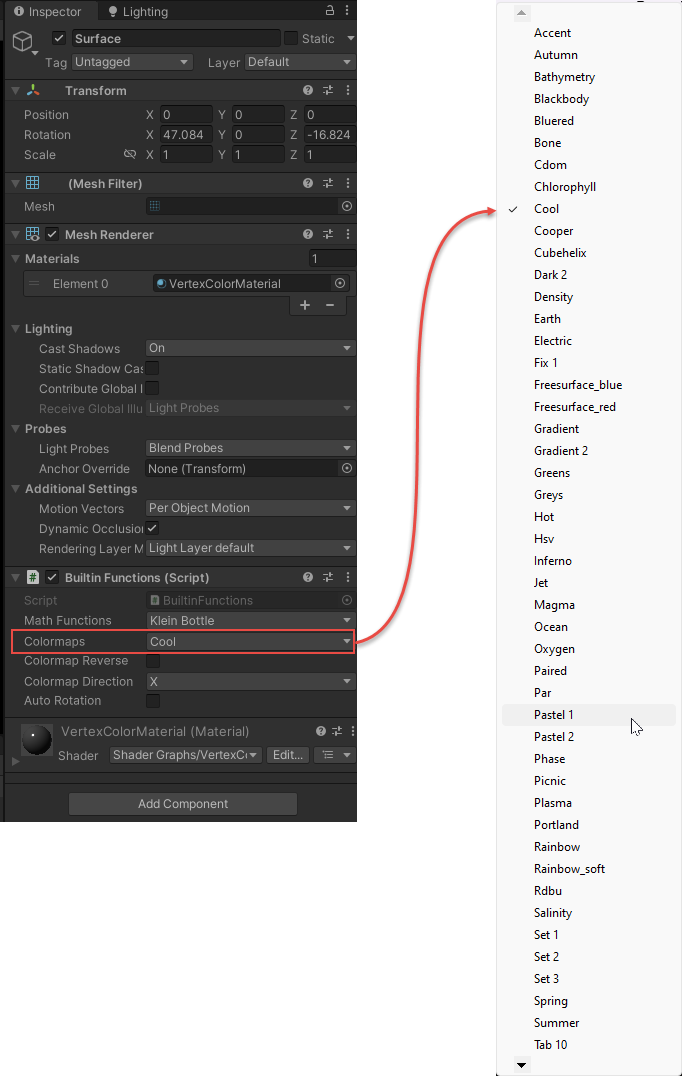 Inspector Lighting
Surface Static
Tag Untagged Layer Default
Transform
Position X 0 Y 0 Z 0
Rotation X 47.084 Y 0 Z -16.824
Scale X 1 Y 1 Z 1
(Mesh Filter)
Mesh
Mesh Renderer
Materials 1
Element 0 VertexColorMaterial
+ −
Lighting
Cast Shadows On
Static Shadow Cas
Contribute Global I
Receive Global Illu Light Probes
Probes
Light Probes Blend Probes
Anchor Override None (Transform)
Additional Settings
Motion Vectors Per Object Motion
Dynamic Occlusion
Rendering Layer M Light Layer default
# Builtin Functions (Script)
Script # BuiltinFunctions
Math Functions Klein Bottle
Colormaps Cool
Colormap Reverse
Colormap Direction X
Auto Rotation
VertexColorMaterial (Material)
Shader Shader Graphs/VertexC Edit...
Add Component
Accent
Autumn
Bathymetry
Blackbody
Bluered
Bone
Cdom
Chlorophyll
Cool
Cooper
Cubehelix
Dark 2
Density
Earth
Electric
Fix 1
Freesurface_blue
Freesurface_red
Gradient
Gradient 2
Greens
Greys
Hot
Hsv
Inferno
Jet
Magma
Ocean
Oxygen
Paired
Par
Pastel 1
Pastel 2
Phase
Picnic
Plasma
Portland
Rainbow
Rainbow_soft
Rdbu
Salinity
Set 1
Set 2
Set 3
Spring
Summer
Tab 10